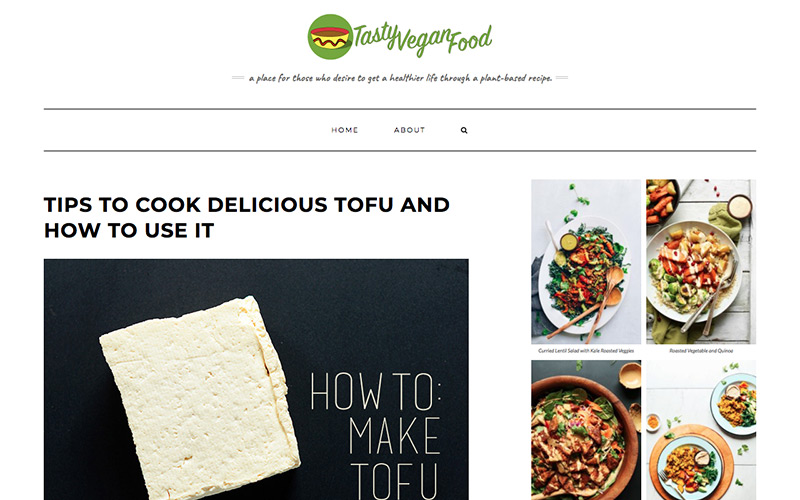 TastyVeganFood
a place for those who desire to get a healthier life through a plant-based recipe.
HOME ABOUT
TIPS TO COOK DELICIOUS TOFU AND
HOW TO USE IT
HOW TO:
MAKE
TOFU
Curried Lentil Salad with Kale Roasted Veggies
Roasted Vegetable and Quinoa